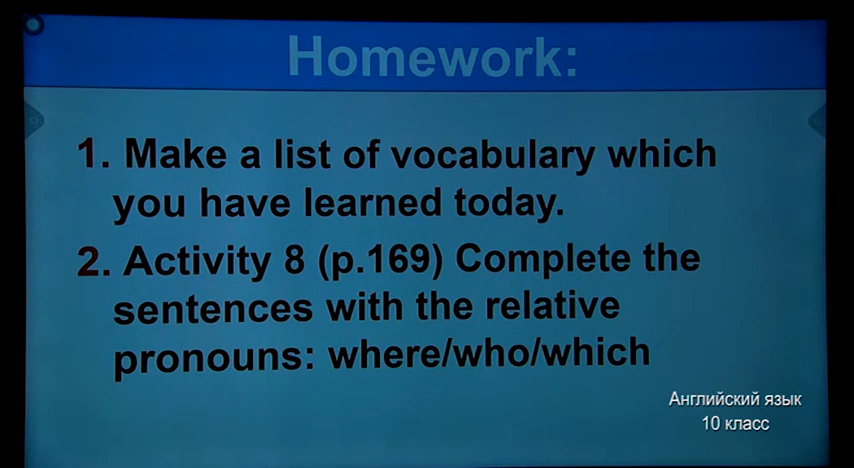 Homework:
1. Make a list of vocabulary which
you have learned today.
2. Activity 8 (p.169) Complete the
sentences with the relative
pronouns: where/who/which
Английский язык
10 класс